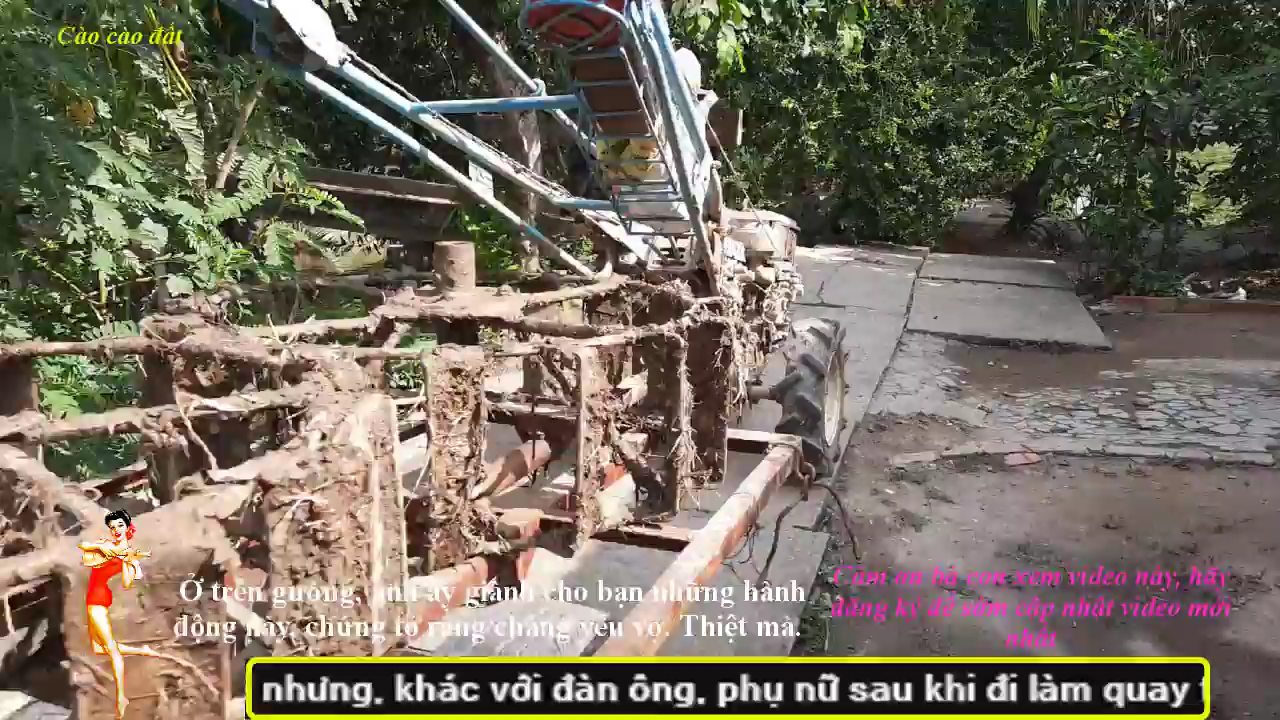 Cào cào đất
Ở trên giường, anh ấy giành cho bạn những hành
động này, chứng tỏ rằng chàng yêu vợ. Thiệt mà.
Cám ơn bà con xem video này, hãy
đăng ký để sớm cập nhật video mới
nhất
nhưng, khác với đàn ông, phụ nữ sau khi đi làm quay